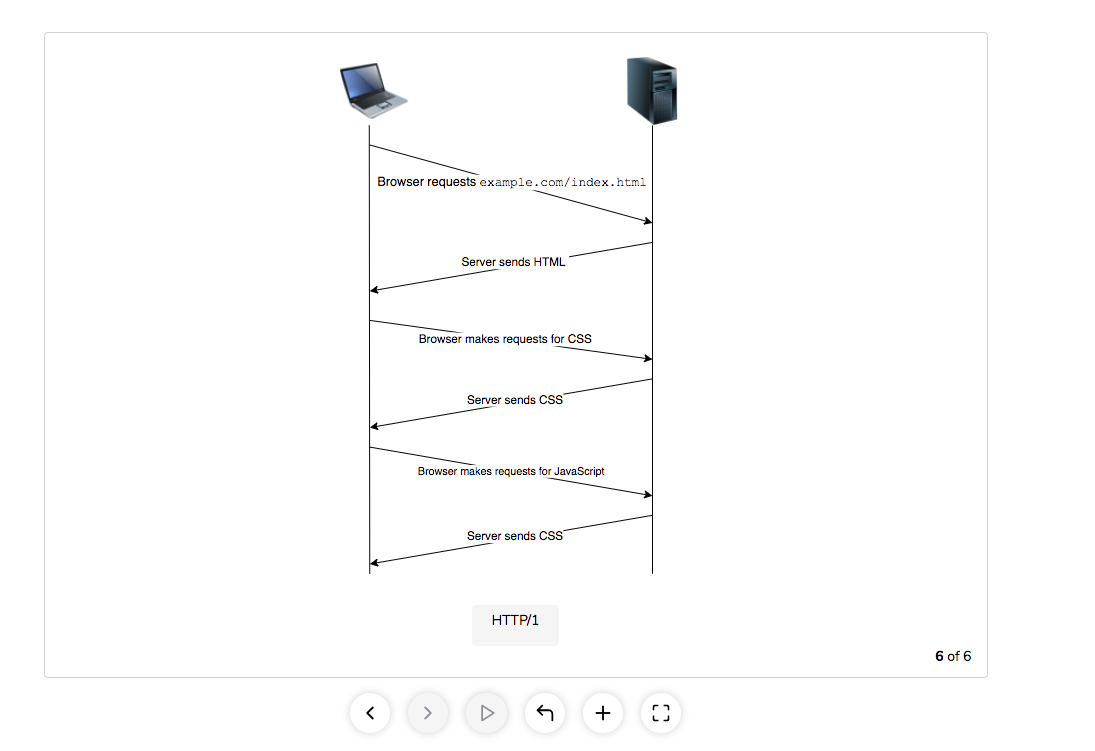 Browser requests example.com/index.html
Server sends HTML
Browser makes requests for CSS
Server sends CSS
Browser makes requests for JavaScript
Server sends CSS
HTTP/1
6 of 6